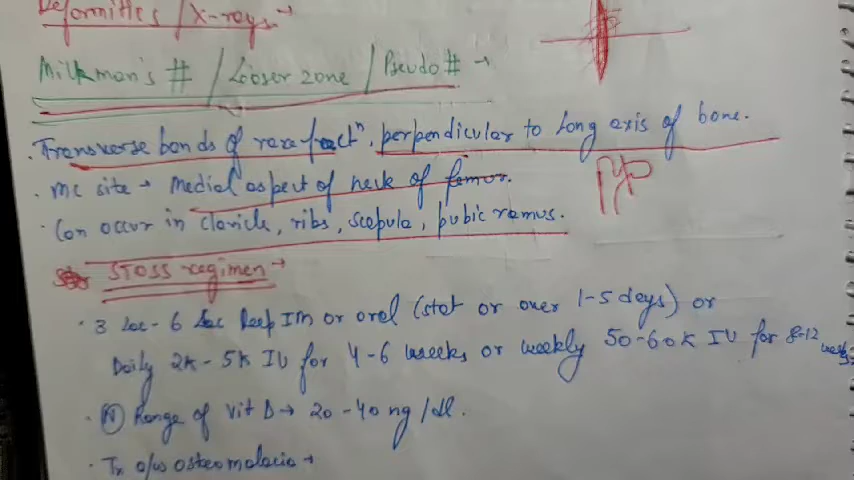 Deformities / X-rays →
Milkman's # / Looser zone / Pseudo # →
. Transverse bands of rarefactⁿ, perpendicular to Long axis of bone.
. mc site → Medial aspect of neck of femur.
. Can occur in clavicle, ribs, scapula, pubic ramus.
STOSS regimen →
. 3 Lac - 6 Lac Deep IM or oral (stat or over 1-5 days) or
Daily 2K - 5K IU for 4-6 weeks, or weekly 50-60K IU for 8-12 weeks.
. Ⓝ Range of Vit D → 20-40 ng/dl.
. Tx o/w osteomalacia →